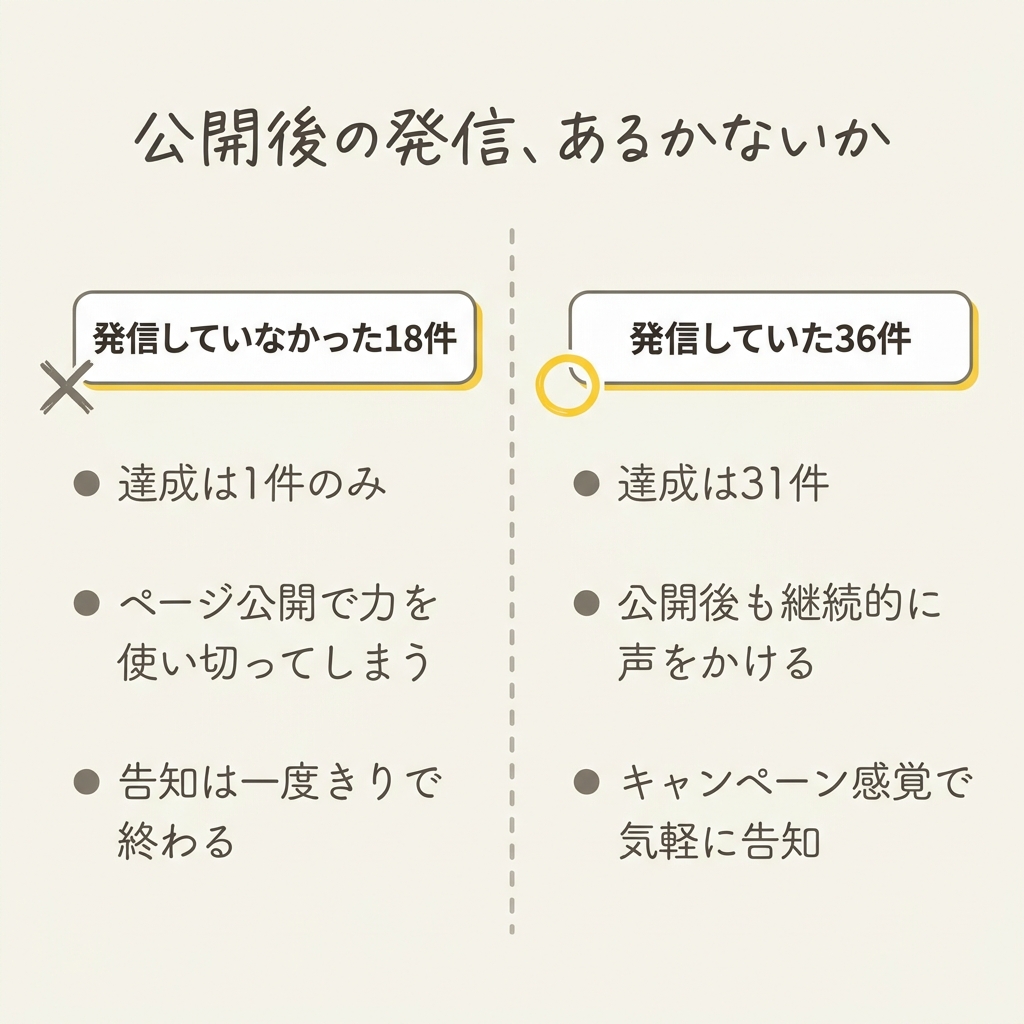 公開後の発信、あるかないか
発信していなかった18件
達成は1件のみ
ページ公開で力を
使い切ってしまう
告知は一度きりで
終わる
発信していた36件
達成は31件
公開後も継続的に
声をかける
キャンペーン感覚で
気軽に告知